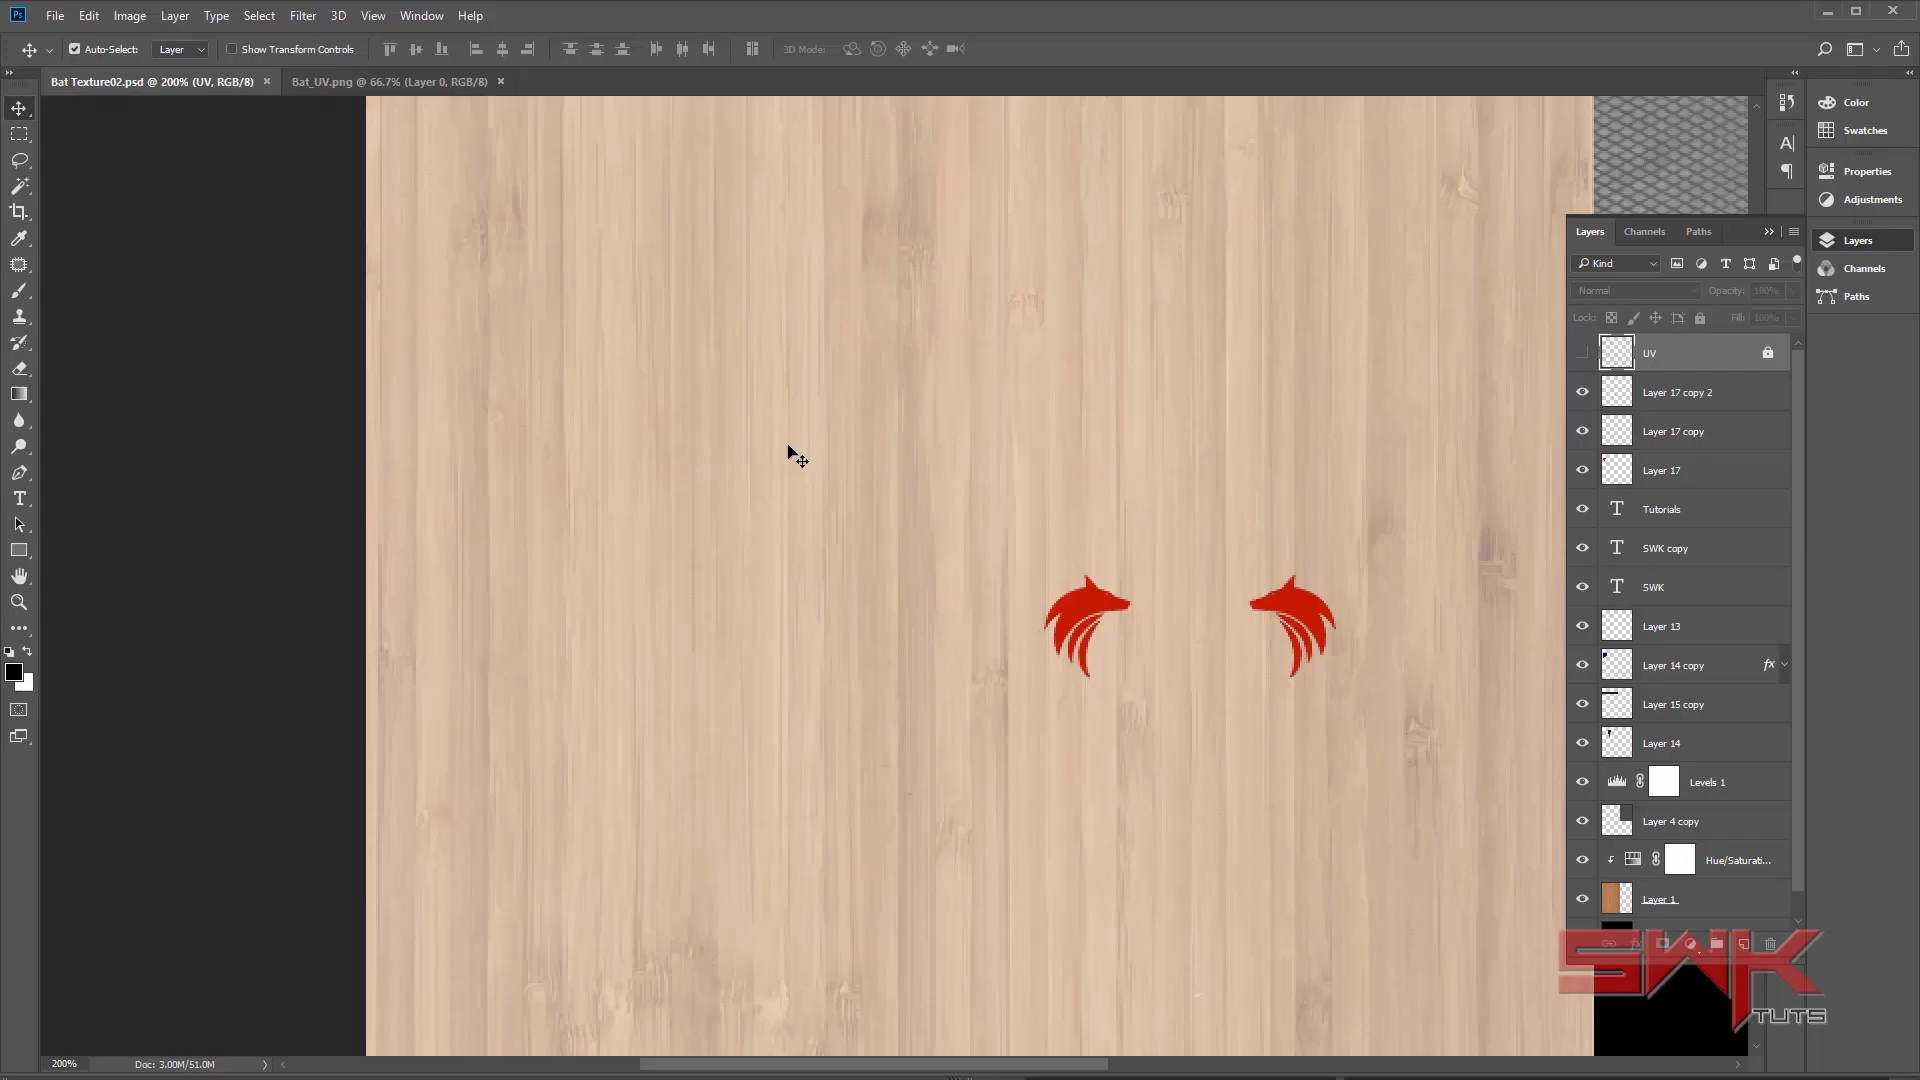 Ps File Edit Image Layer Type Select Filter 3D View Window Help
Auto-Select: Layer Show Transform Controls 3D Mode:
Bat Texture02.psd @ 200% (UV, RGB/8) × Bat_UV.png @ 66.7% (Layer 0, RGB/8) ×
Color
Swatches
Properties
Adjustments
Layers
Channels
Paths
Layers Channels Paths
Kind
Normal Opacity: 100%
Lock: Fill: 100%
UV
Layer 17 copy 2
Layer 17 copy
Layer 17
T Tutorials
T SWK copy
T SWK
Layer 13
Layer 14 copy fx
Layer 15 copy
Layer 14
Levels 1
Layer 4 copy
Hue/Saturati...
Layer 1
SWK
TUTS
200% Doc: 3.00M/51.0M